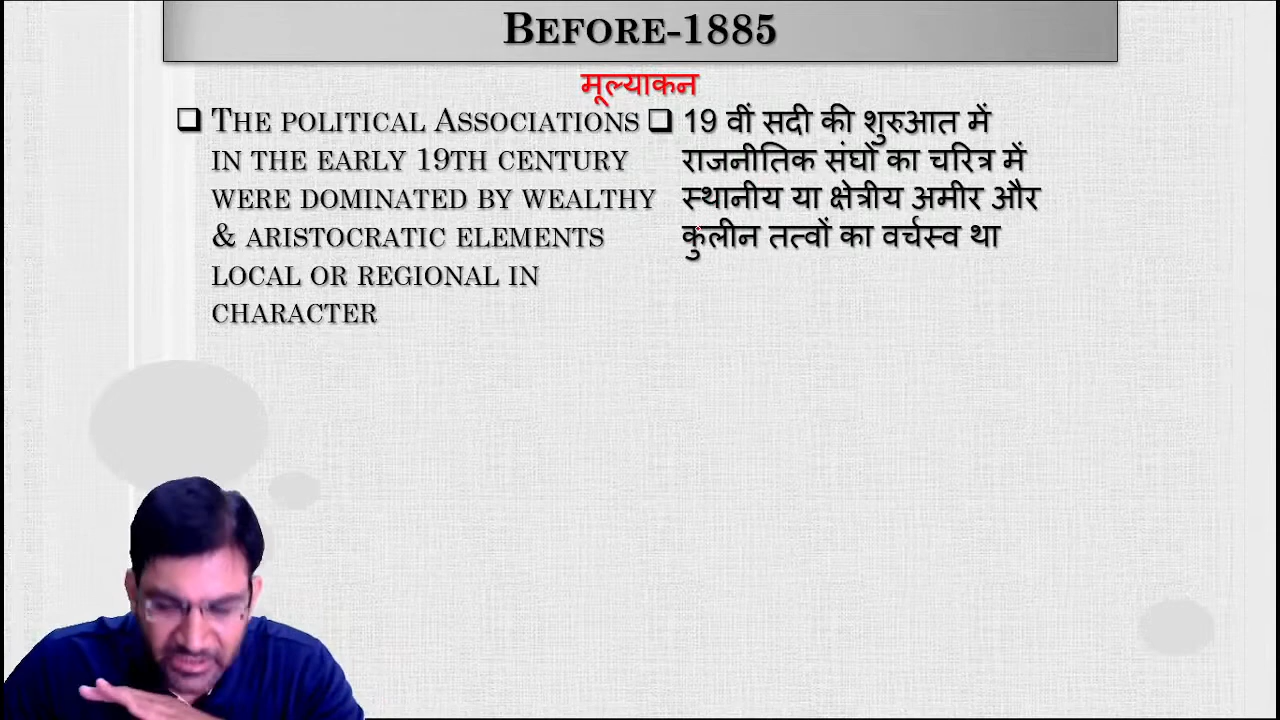 BEFORE-1885
मूल्याकन
THE POLITICAL ASSOCIATIONS
IN THE EARLY 19TH CENTURY
WERE DOMINATED BY WEALTHY
& ARISTOCRATIC ELEMENTS
LOCAL OR REGIONAL IN
CHARACTER
19 वीं सदी की शुरुआत में
राजनीतिक संघों का चरित्र में
स्थानीय या क्षेत्रीय अमीर और
कुलीन तत्वों का वर्चस्व था